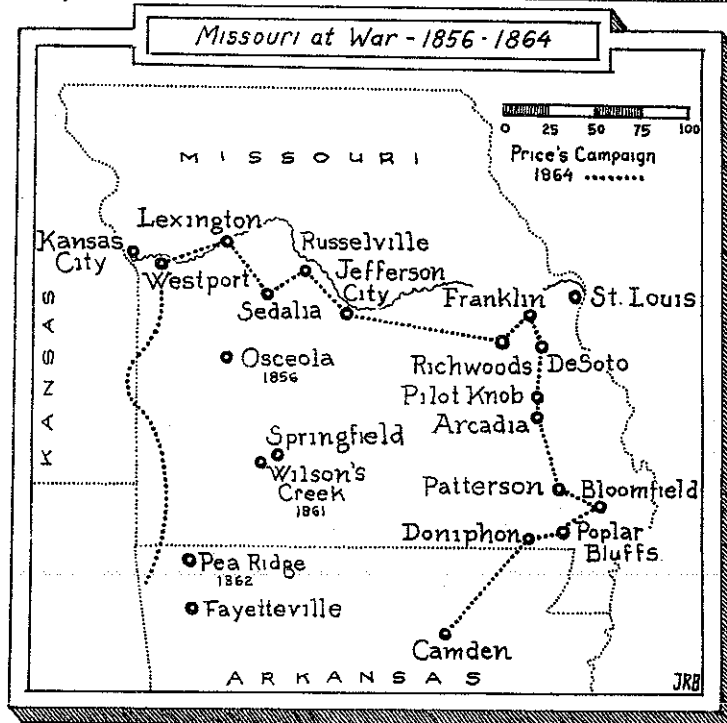 Missouri at War - 1856 - 1864
0 25 50 75 100
Price's Campaign
1864
MISSOURI
Lexington
Kansas
City
Westport
Russelville
Jefferson
City
Sedalia
Franklin
St. Louis
Richwoods
DeSoto
Osceola
1856
Pilot Knob
Arcadia
KANSAS
Springfield
Wilson's
Creek
1861
Patterson
Bloomfield
Doniphon
Poplar
Bluffs
Pea Ridge
1862
Fayetteville
Camden
ARKANSAS
JRB